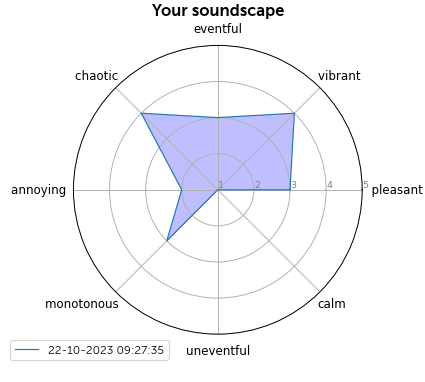 Your soundscape
eventful
chaotic
vibrant
annoying
1 2 3 4 5
pleasant
monotonous
calm
uneventful
22-10-2023 09:27:35